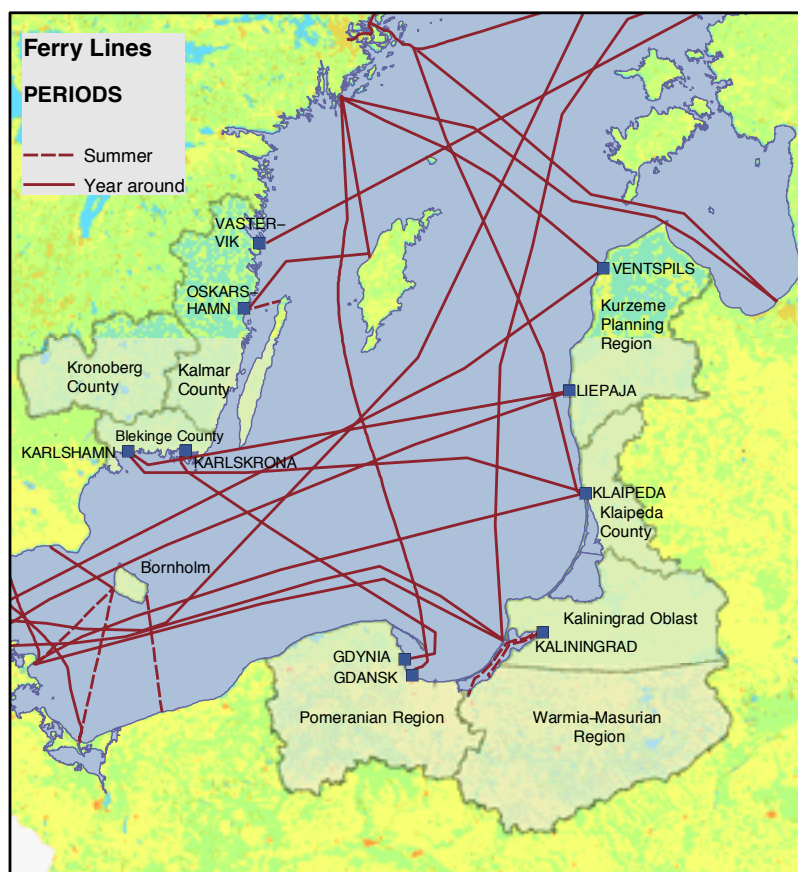 Ferry Lines
PERIODS
Summer
Year around
VASTER–
VIK
OSKARS–
HAMN
VENTSPILS
Kurzeme
Planning
Region
Kronoberg
County
Kalmar
County
LIEPAJA
Blekinge County
KARLSHAMN
KARLSKRONA
KLAIPEDA
Klaipeda
County
Bornholm
Kaliningrad Oblast
KALININGRAD
GDYNIA
GDANSK
Pomeranian Region
Warmia–Masurian
Region